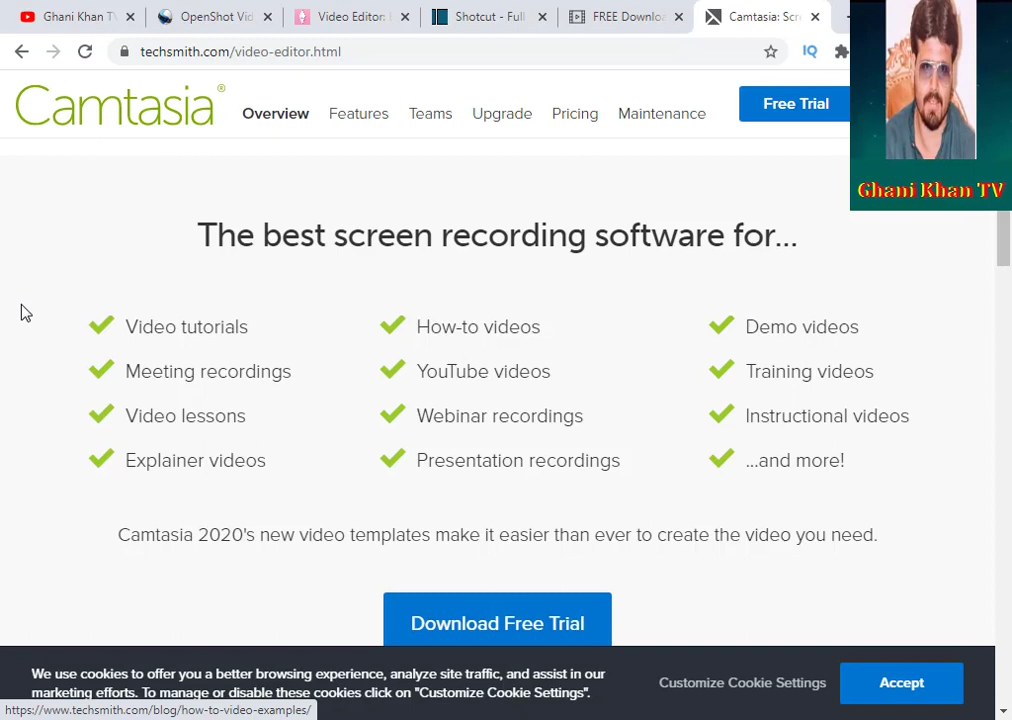 Ghani Khan TV
OpenShot Vid
Video Editor:
Shotcut - Full
FREE Downlo
Camtasia: Scr
techsmith.com/video-editor.html
IQ
Camtasia®
Overview
Features
Teams
Upgrade
Pricing
Maintenance
Free Trial
Ghani Khan TV
The best screen recording software for...
Video tutorials
How-to videos
Demo videos
Meeting recordings
YouTube videos
Training videos
Video lessons
Webinar recordings
Instructional videos
Explainer videos
Presentation recordings
...and more!
Camtasia 2020's new video templates make it easier than ever to create the video you need.
Download Free Trial
We use cookies to offer you a better browsing experience, analyze site traffic, and assist in our
marketing efforts. To manage or disable these cookies click on "Customize Cookie Settings".
Customize Cookie Settings
Accept
https://www.techsmith.com/blog/how-to-video-examples/